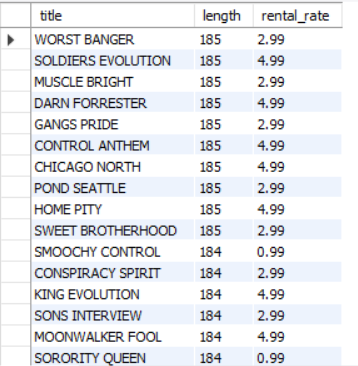 title length rental_rate
WORST BANGER 185 2.99
SOLDIERS EVOLUTION 185 4.99
MUSCLE BRIGHT 185 2.99
DARN FORRESTER 185 4.99
GANGS PRIDE 185 2.99
CONTROL ANTHEM 185 4.99
CHICAGO NORTH 185 4.99
POND SEATTLE 185 2.99
HOME PITY 185 4.99
SWEET BROTHERHOOD 185 2.99
SMOOCHY CONTROL 184 0.99
CONSPIRACY SPIRIT 184 2.99
KING EVOLUTION 184 4.99
SONS INTERVIEW 184 2.99
MOONWALKER FOOL 184 4.99
SORORITY QUEEN 184 0.99